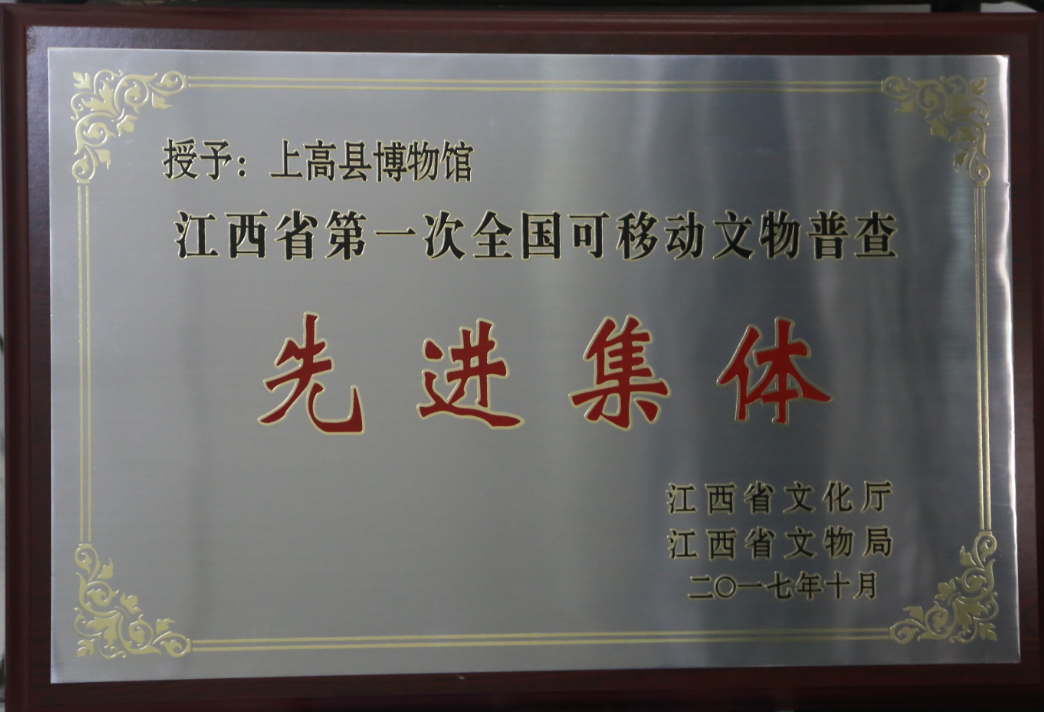 授予：上高县博物馆
江西省第一次全国可移动文物普查
先进集体
江西省文化厅
江西省文物局
二〇一七年十月